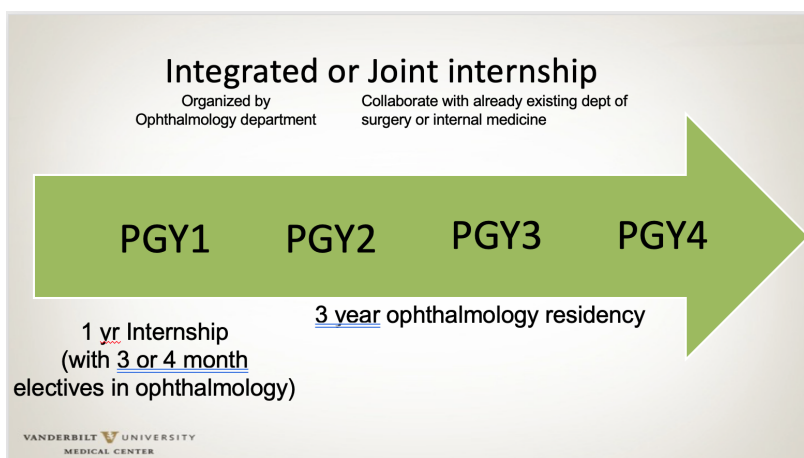 Integrated or Joint internship
Organized by
Ophthalmology department
Collaborate with already existing dept of
surgery or internal medicine
PGY1 PGY2 PGY3 PGY4
3 year ophthalmology residency
1 yr Internship
(with 3 or 4 month
electives in ophthalmology)
VANDERBILT V UNIVERSITY
MEDICAL CENTER